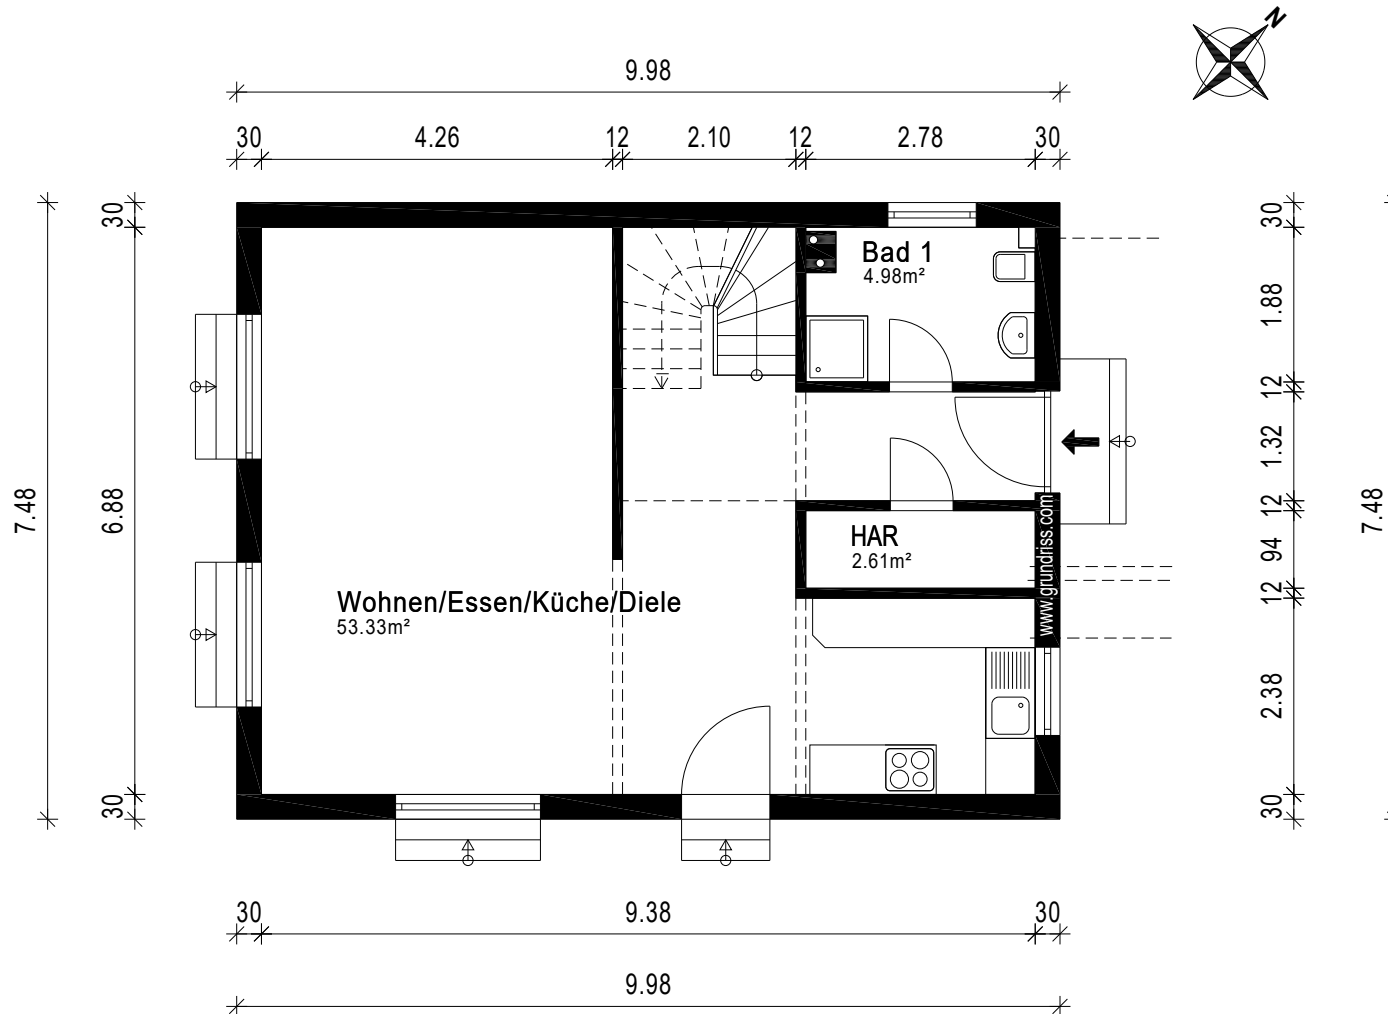 N
9.98
30 4.26 12 2.10 12 2.78 30
30
6.88
30
7.48
Bad 1
4.98m²
HAR
2.61m²
Wohnen/Essen/Küche/Diele
53.33m²
www.grundriss.com
30
1.88
12
1.32
12
94
12
2.38
30
7.48
30 9.38 30
9.98